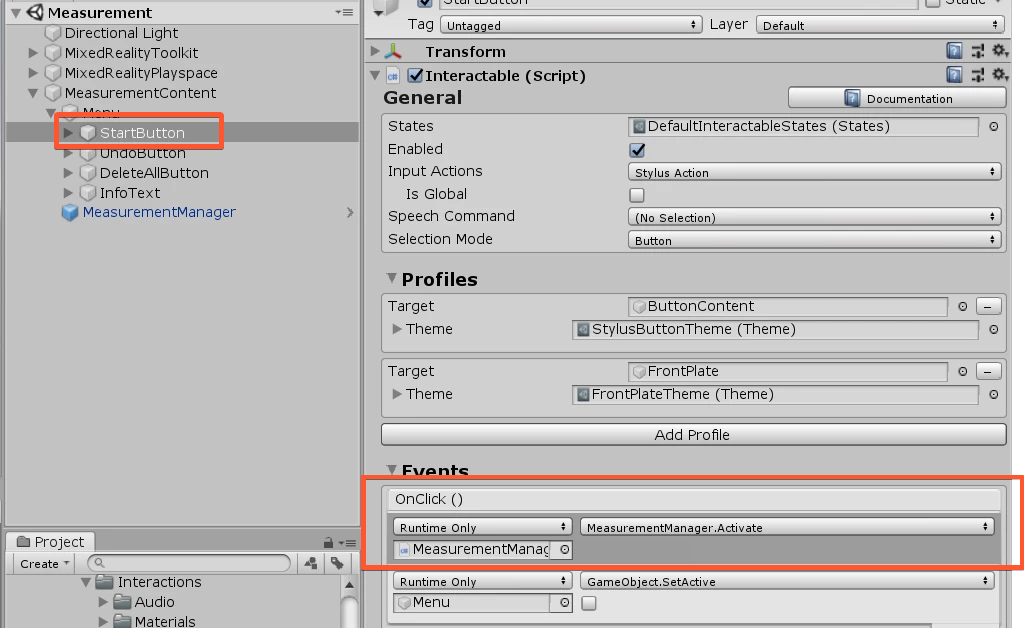 Measurement
Directional Light
MixedRealityToolkit
MixedRealityPlayspace
MeasurementContent
Menu
StartButton
UndoButton
DeleteAllButton
InfoText
MeasurementManager
Project
Create
Interactions
Audio
Materials
StartButton
Static
Tag Untagged Layer Default
Transform
Interactable (Script)
General Documentation
States DefaultInteractableStates (States)
Enabled
Input Actions Stylus Action
Is Global
Speech Command (No Selection)
Selection Mode Button
Profiles
Target ButtonContent
Theme StylusButtonTheme (Theme)
Target FrontPlate
Theme FrontPlateTheme (Theme)
Add Profile
Events
OnClick ()
Runtime Only MeasurementManager.Activate
MeasurementManag
Runtime Only GameObject.SetActive
Menu